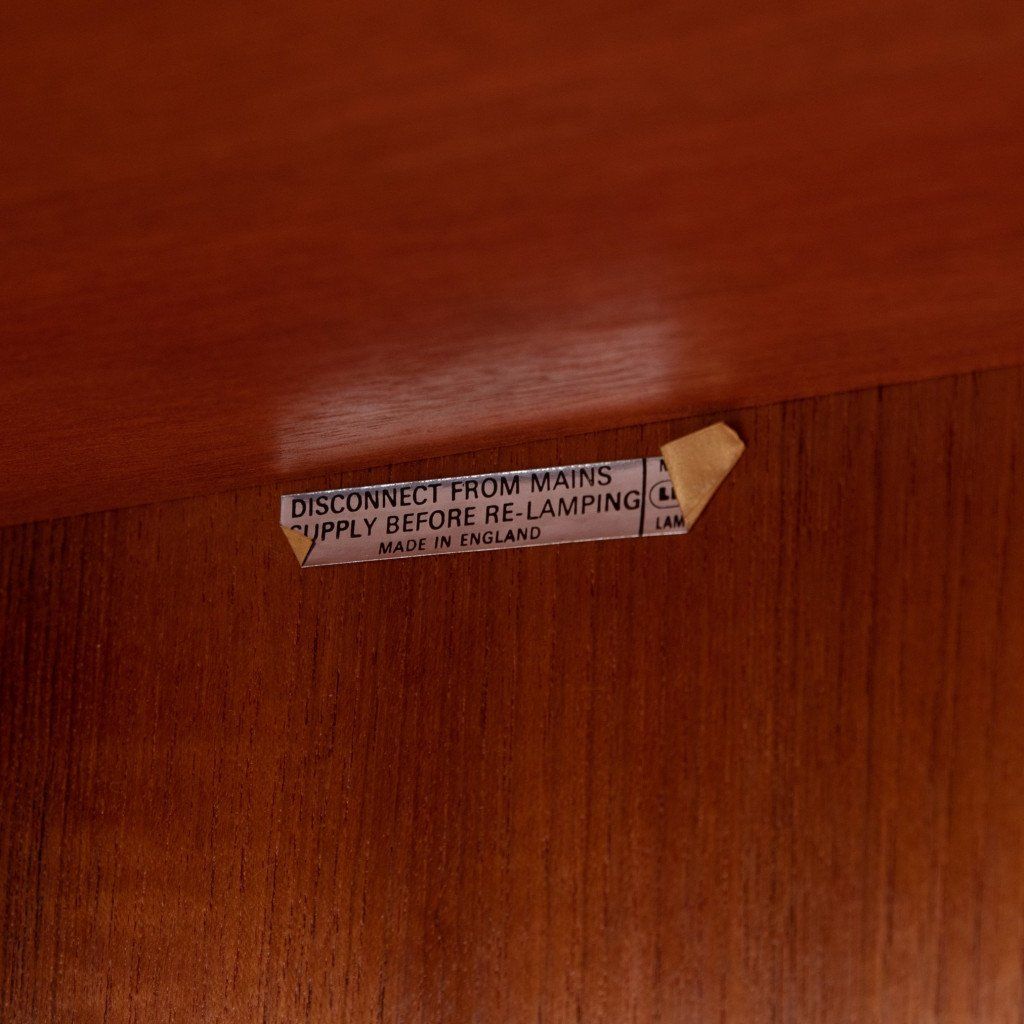 DISCONNECT FROM MAINS
SUPPLY BEFORE RE-LAMPING
MADE IN ENGLAND